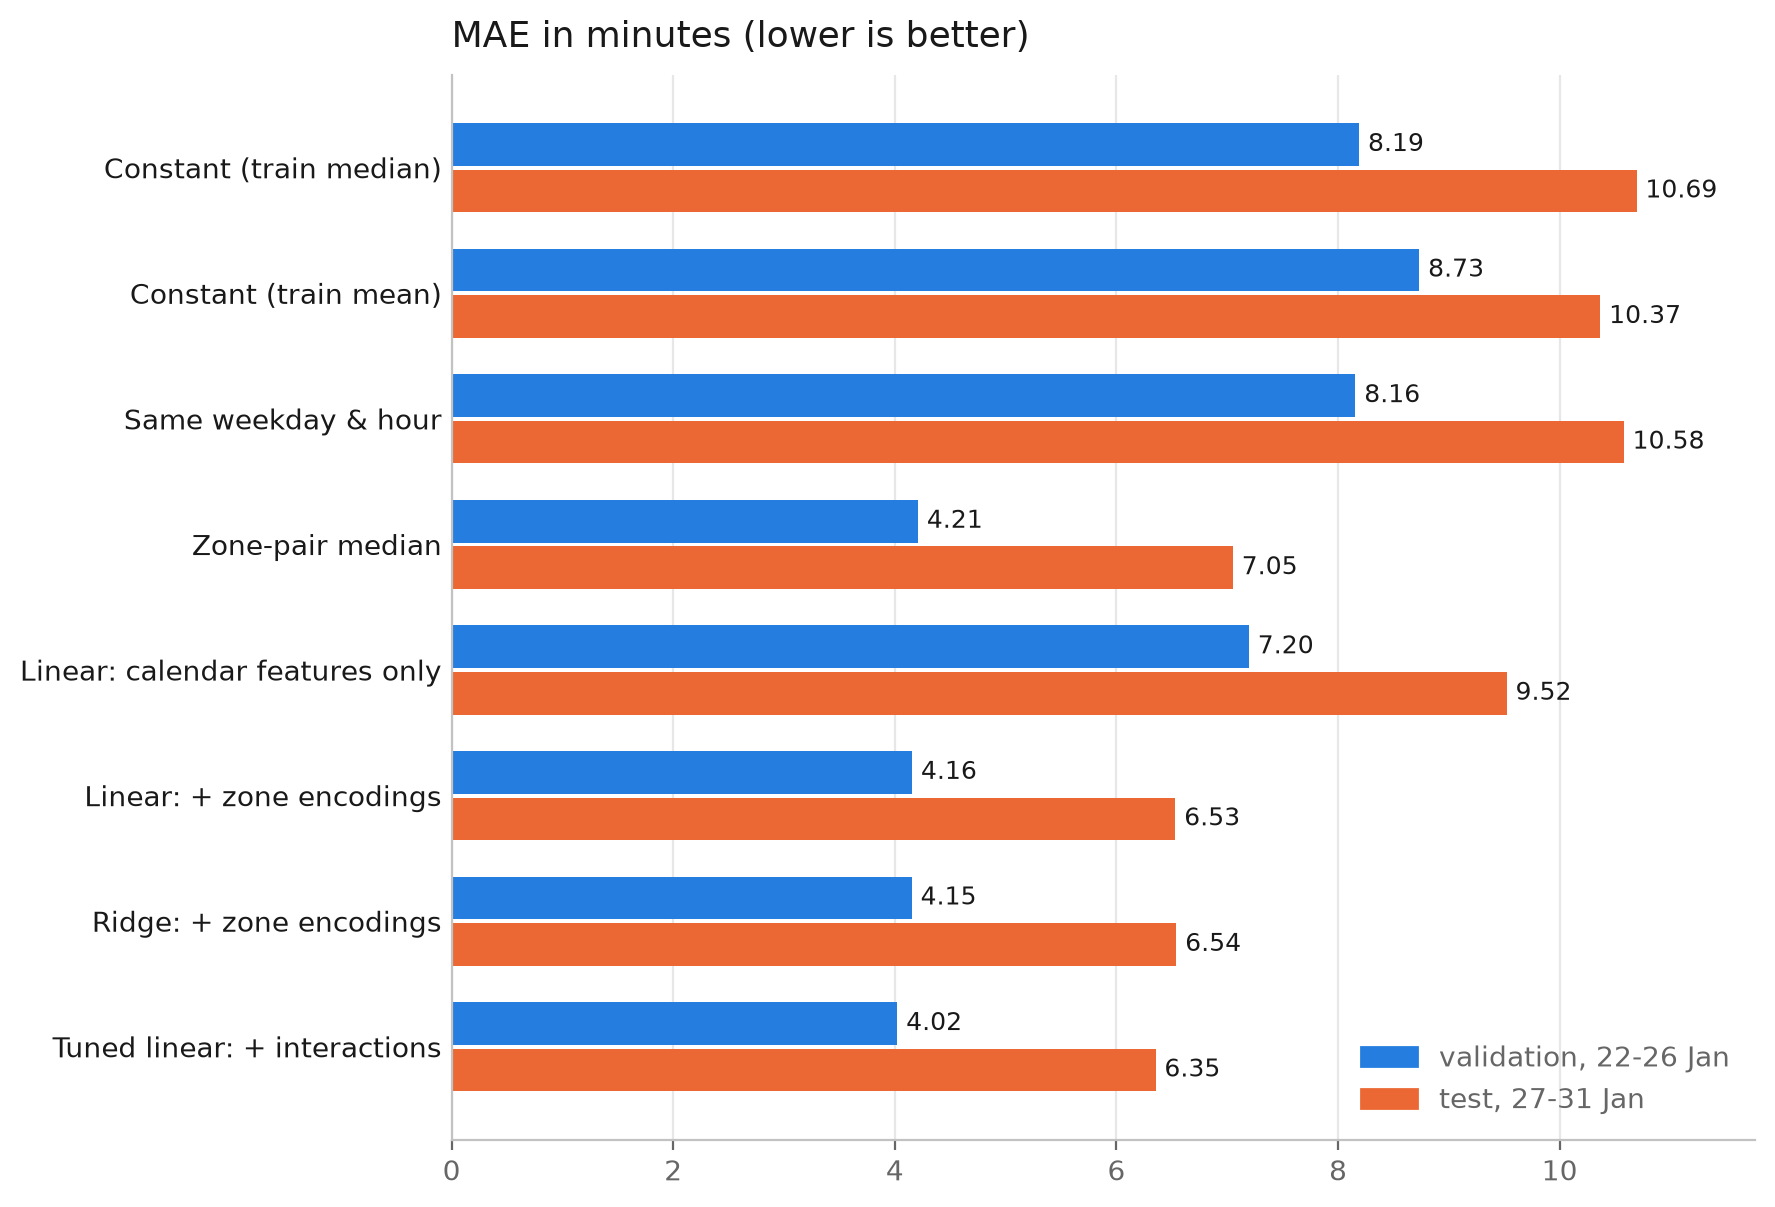 MAE in minutes (lower is better)
Constant (train median)
8.19
10.69
Constant (train mean)
8.73
10.37
Same weekday & hour
8.16
10.58
Zone-pair median
4.21
7.05
Linear: calendar features only
7.20
9.52
Linear: + zone encodings
4.16
6.53
Ridge: + zone encodings
4.15
6.54
Tuned linear: + interactions
4.02
6.35
validation, 22-26 Jan
test, 27-31 Jan
0 2 4 6 8 10